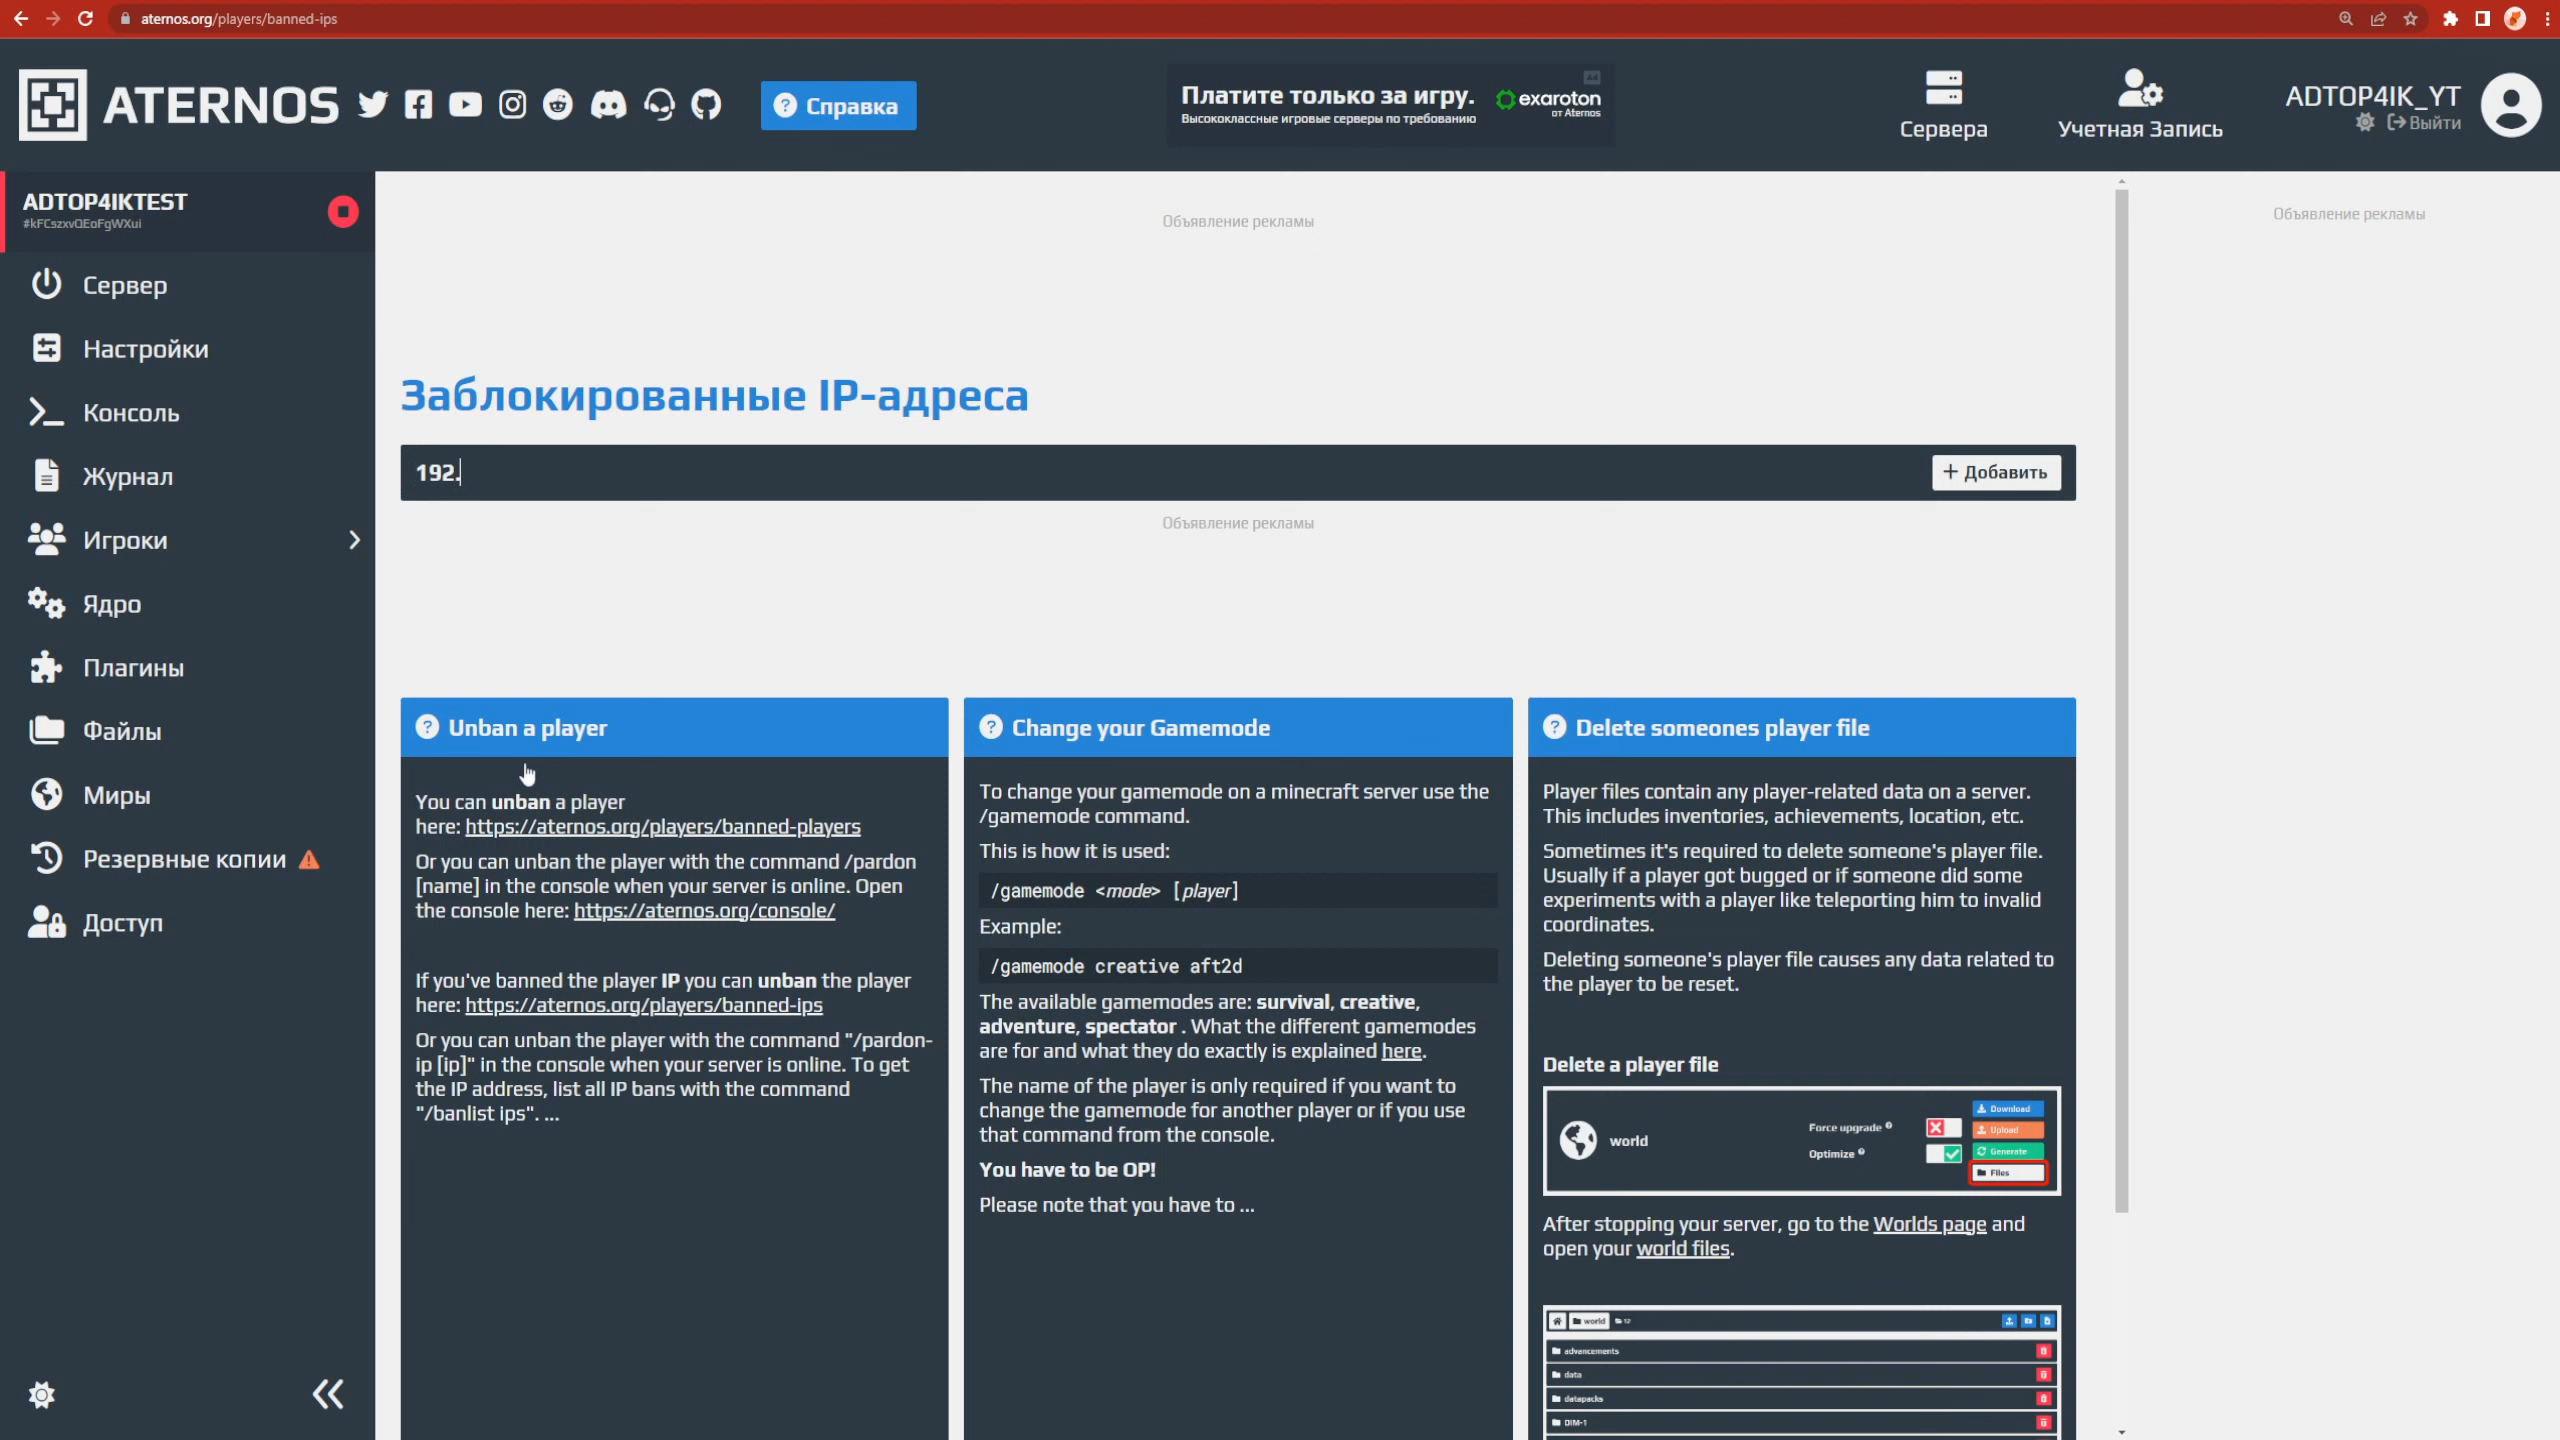 aternos.org/players/banned-ips
ATERNOS
Справка
Платите только за игру.
Высококлассные игровые серверы по требованию
Ad
exaroton
от Aternos
Сервера
Учетная Запись
ADTOP4IK_YT
Выйти
ADTOP4IKTEST
#kFCszxvQEoFgWXui
Сервер
Настройки
Консоль
Журнал
Игроки
Ядро
Плагины
Файлы
Миры
Резервные копии
Доступ
Объявление рекламы
Объявление рекламы
Заблокированные IP-адреса
192.
+ Добавить
Объявление рекламы
Unban a player
You can unban a player
here: https://aternos.org/players/banned-players
Or you can unban the player with the command /pardon
[name] in the console when your server is online. Open
the console here: https://aternos.org/console/
If you've banned the player IP you can unban the player
here: https://aternos.org/players/banned-ips
Or you can unban the player with the command "/pardon-
ip [ip]" in the console when your server is online. To get
the IP address, list all IP bans with the command
"/banlist ips". ...
Change your Gamemode
To change your gamemode on a minecraft server use the
/gamemode command.
This is how it is used:
/gamemode <mode> [player]
Example:
/gamemode creative aft2d
The available gamemodes are: survival, creative,
adventure, spectator . What the different gamemodes
are for and what they do exactly is explained here.
The name of the player is only required if you want to
change the gamemode for another player or if you use
that command from the console.
You have to be OP!
Please note that you have to ...
Delete someones player file
Player files contain any player-related data on a server.
This includes inventories, achievements, location, etc.
Sometimes it's required to delete someone's player file.
Usually if a player got bugged or if someone did some
experiments with a player like teleporting him to invalid
coordinates.
Deleting someone's player file causes any data related to
the player to be reset.
Delete a player file
world
Force upgrade
Optimize
Download
Upload
Generate
Files
After stopping your server, go to the Worlds page and
open your world files.
world
12
advancements
data
datapacks
DIM-1